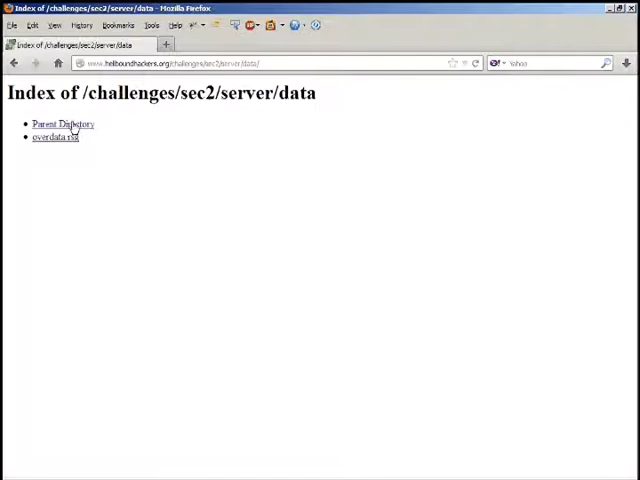 Index of /challenges/sec2/server/data - Mozilla Firefox
File Edit View History Bookmarks Tools Help
Index of /challenges/sec2/server/data
www.hellboundhackers.org/challenges/sec2/server/data/
Yahoo
Index of /challenges/sec2/server/data
Parent Directory